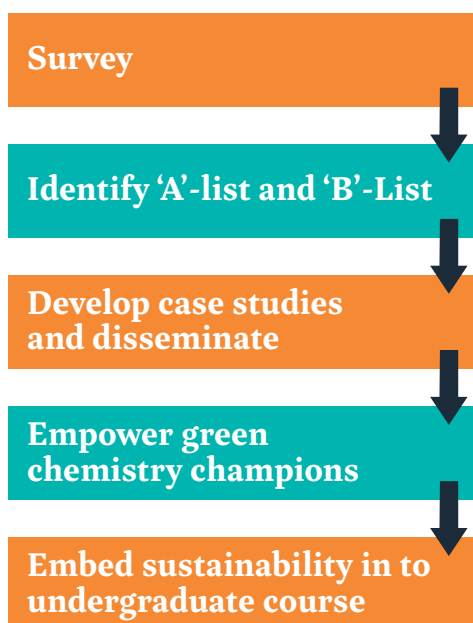 Survey
Identify ‘A’-list and ‘B’-List
Develop case studies
and disseminate
Empower green
chemistry champions
Embed sustainability in to
undergraduate course